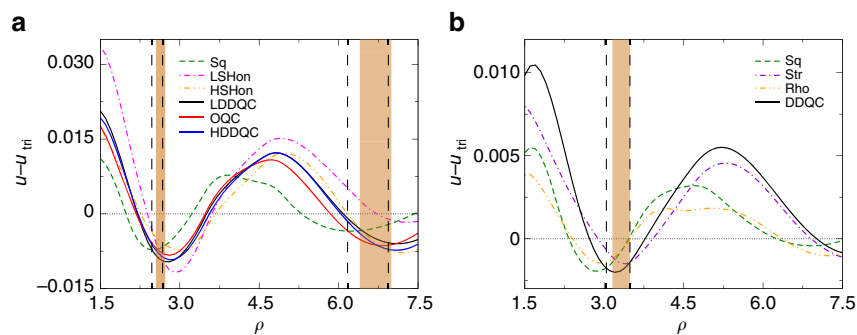 a
b
0.030
0.015
0
−0.015
u–u tri
Sq
LSHon
HSHon
LDDQC
OQC
HDDQC
1.5
3.0
4.5
6.0
7.5
ρ
0.010
0.005
0
u–u tri
Sq
Str
Rho
DDQC
1.5
3.0
4.5
6.0
7.5
ρ